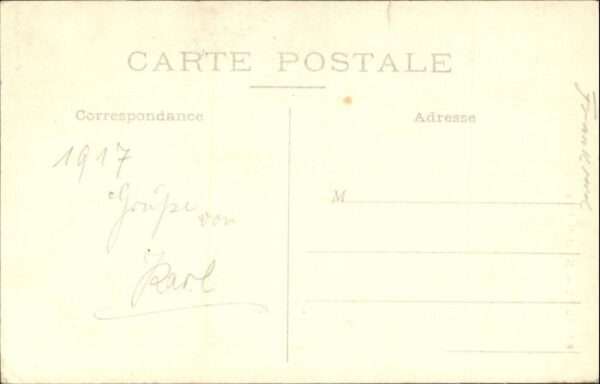 CARTE POSTALE
Correspondance
Adresse
1917
Grüße von
Karl
M